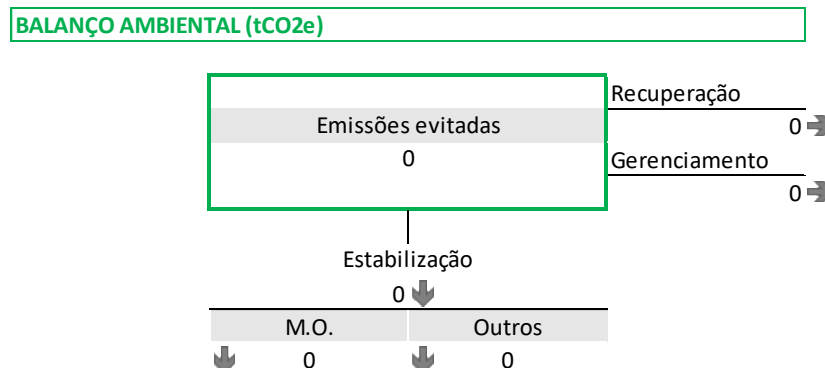 BALANÇO AMBIENTAL (tCO2e)
Recuperação
Emissões evitadas
0
0
Gerenciamento
0
Estabilização
0
M.O. Outros
0 0